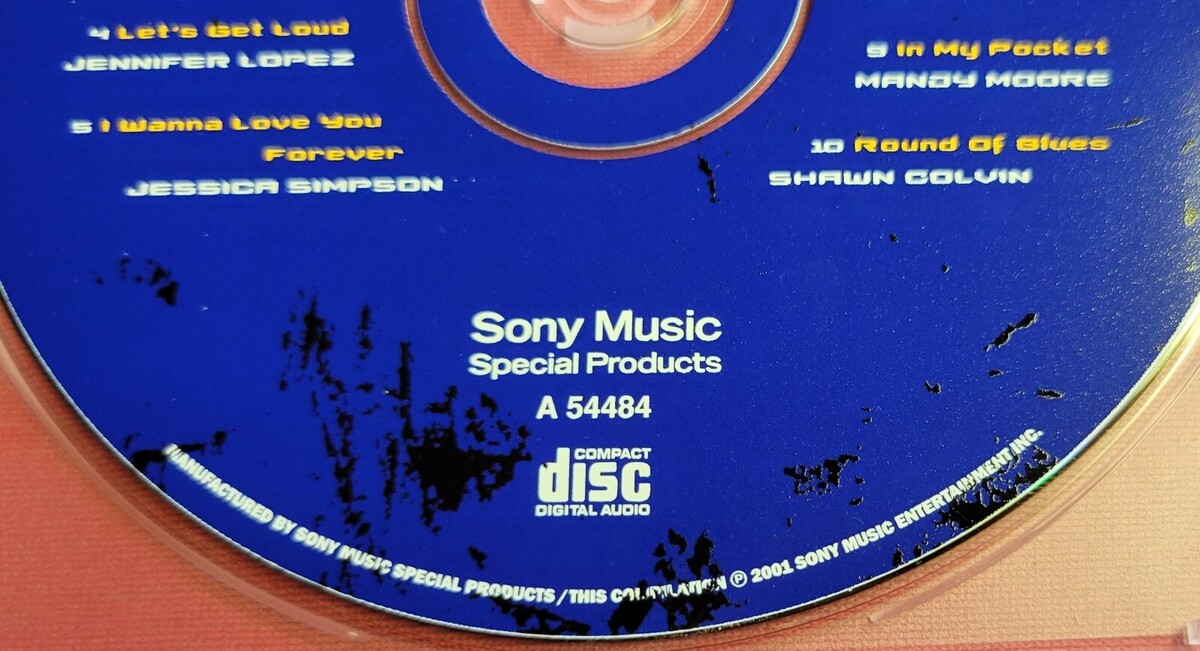 4 Let's Get Loud
JENNIFER LOPEZ
5 I Wanna Love You
Forever
JESSICA SIMPSON
9 In My Pocket
MANDY MOORE
10 Round Of Blues
SHAWN COLVIN
Sony Music
Special Products
A 54484
COMPACT
disc
DIGITAL AUDIO
MANUFACTURED BY SONY MUSIC SPECIAL PRODUCTS / THIS COMPILATION ℗ 2001 SONY MUSIC ENTERTAINMENT INC.